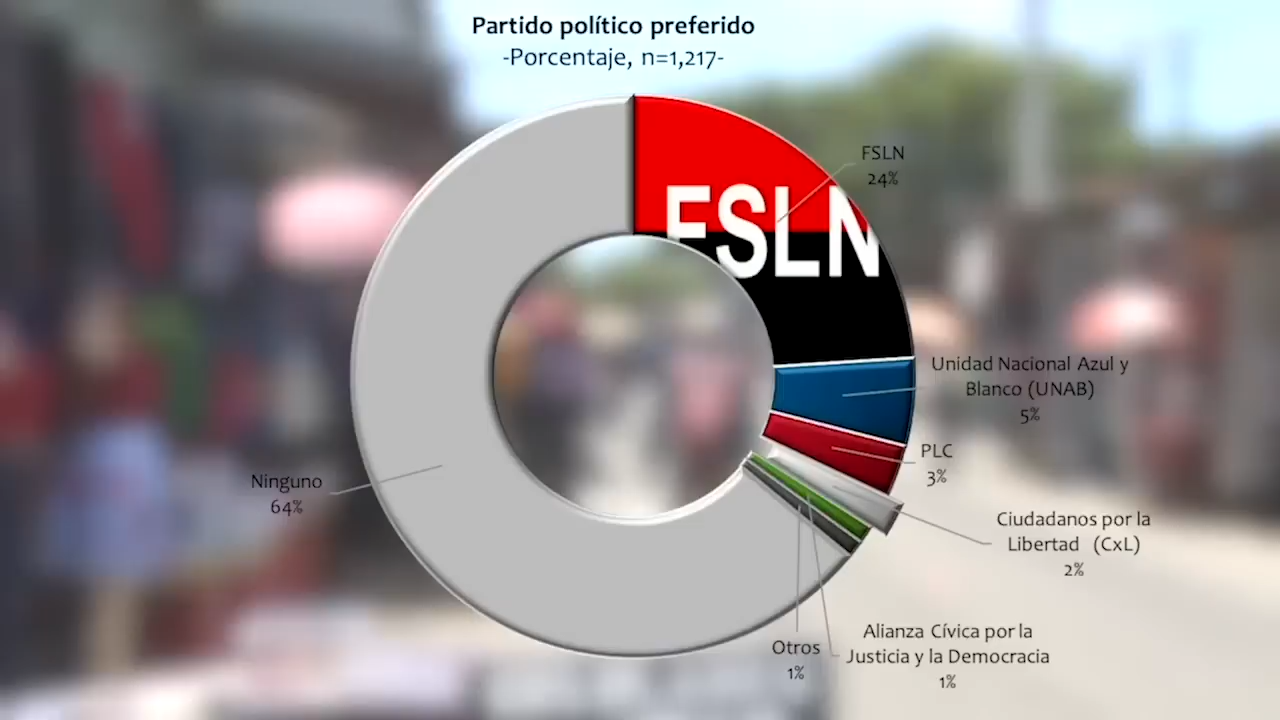 Partido político preferido
-Porcentaje, n=1,217-
FSLN
24%
FSLN
Unidad Nacional Azul y
Blanco (UNAB)
5%
PLC
3%
Ninguno
64%
Ciudadanos por la
Libertad (CxL)
2%
Otros
1%
Alianza Cívica por la
Justicia y la Democracia
1%